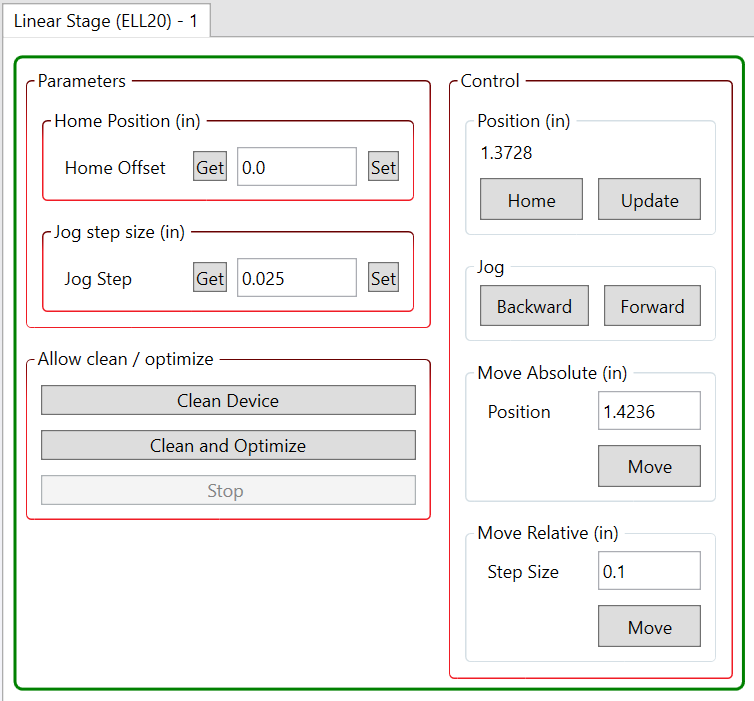 Linear Stage (ELL20) - 1
Parameters
Home Position (in)
Home Offset Get 0.0 Set
Jog step size (in)
Jog Step Get 0.025 Set
Allow clean / optimize
Clean Device
Clean and Optimize
Stop
Control
Position (in)
1.3728
Home Update
Jog
Backward Forward
Move Absolute (in)
Position 1.4236
Move
Move Relative (in)
Step Size 0.1
Move